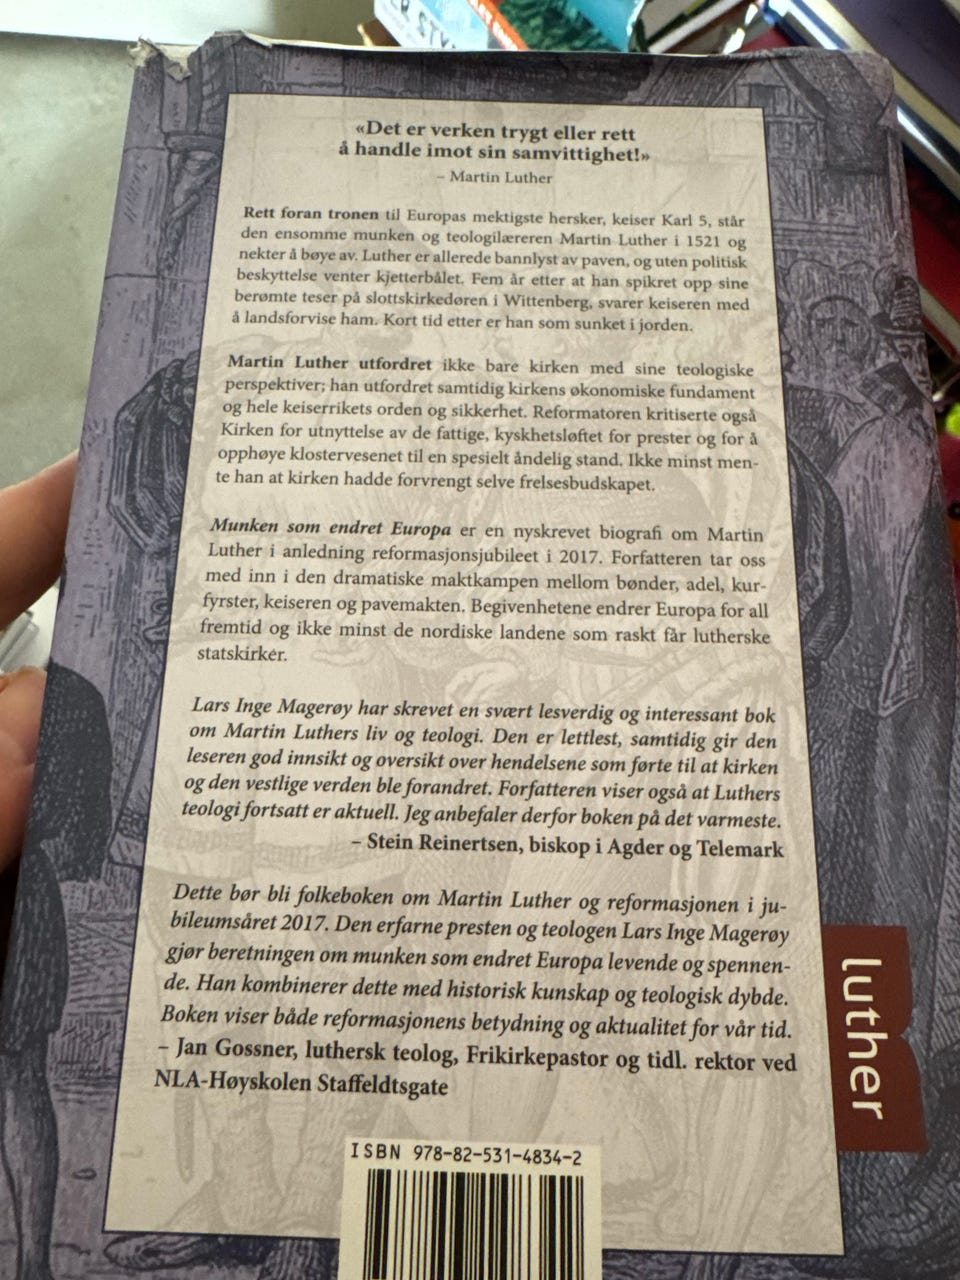 «Det er verken trygt eller rett
å handle imot sin samvittighet!»
– Martin Luther
Rett foran tronen til Europas mektigste hersker, keiser Karl 5, står
den ensomme munken og teologilæreren Martin Luther i 1521 og
nekter å bøye av. Luther er allerede bannlyst av paven, og uten politisk
beskyttelse venter kjetterbålet. Fem år etter at han spikret opp sine
berømte teser på slottskirkedøren i Wittenberg, svarer keiseren med
å landsforvise ham. Kort tid etter er han som sunket i jorden.
Martin Luther utfordret ikke bare kirken med sine teologiske
perspektiver; han utfordret samtidig kirkens økonomiske fundament
og hele keiserrikets orden og sikkerhet. Reformatoren kritiserte også
Kirken for utnyttelse av de fattige, kyskhetsløftet for prester og for å
opphøye klostervesenet til en spesielt åndelig stand. Ikke minst men-
te han at kirken hadde forvrengt selve frelsesbudskapet.
Munken som endret Europa er en nyskrevet biografi om Martin
Luther i anledning reformasjonsjubileet i 2017. Forfatteren tar oss
med inn i den dramatiske maktkampen mellom bønder, adel, kur-
fyrster, keiseren og pavemakten. Begivenhetene endrer Europa for all
fremtid og ikke minst de nordiske landene som raskt får lutherske
statskirker.
Lars Inge Magerøy har skrevet en svært lesverdig og interessant bok
om Martin Luthers liv og teologi. Den er lettlest, samtidig gir den
leseren god innsikt og oversikt over hendelsene som førte til at kirken
og den vestlige verden ble forandret. Forfatteren viser også at Luthers
teologi fortsatt er aktuell. Jeg anbefaler derfor boken på det varmeste.
– Stein Reinertsen, biskop i Agder og Telemark
Dette bør bli folkeboken om Martin Luther og reformasjonen i ju-
bileumsåret 2017. Den erfarne presten og teologen Lars Inge Magerøy
gjør beretningen om munken som endret Europa levende og spennen-
de. Han kombinerer dette med historisk kunskap og teologisk dybde.
Boken viser både reformasjonens betydning og aktualitet for vår tid.
– Jan Gossner, luthersk teolog, Frikirkepastor og tidl. rektor ved
NLA-Høyskolen Staffeldtsgate
luther
ISBN 978-82-531-4834-2